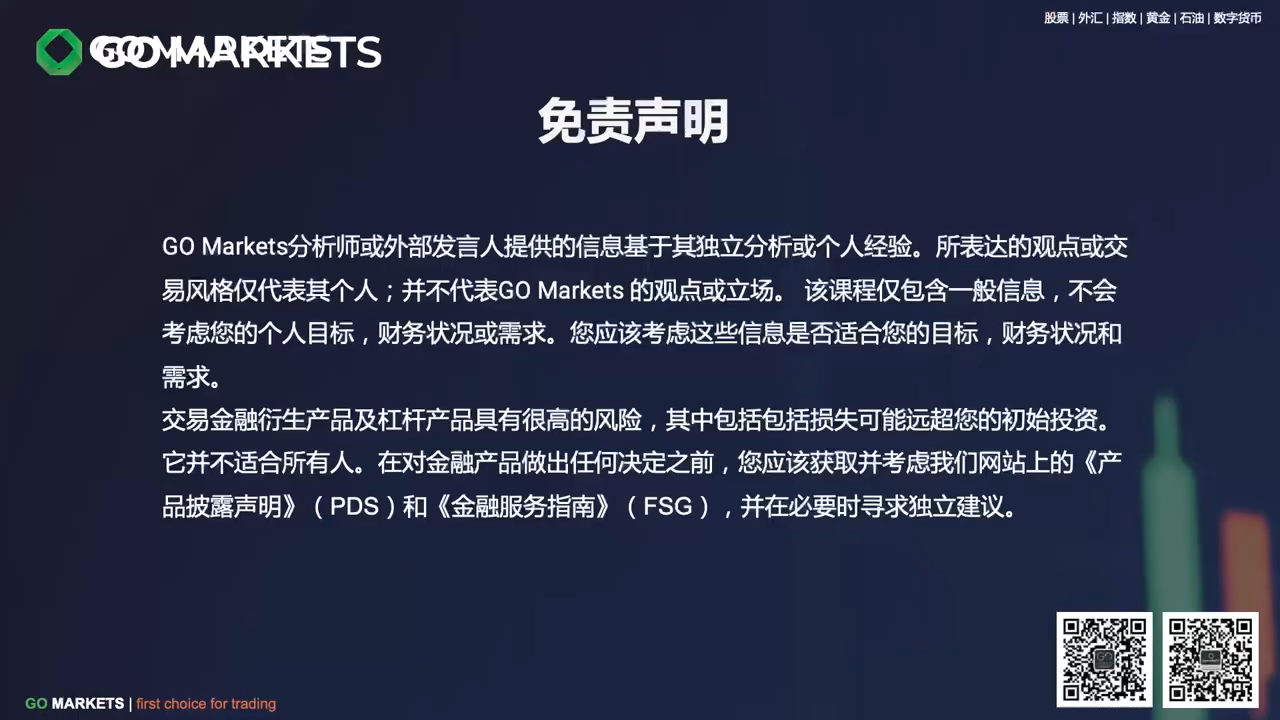 股票 | 外汇 | 指数 | 黄金 | 石油 | 数字货币
GO MARKETS
免责声明
GO Markets分析师或外部发言人提供的信息基于其独立分析或个人经验。所表达的观点或交
易风格仅代表其个人；并不代表GO Markets 的观点或立场。 该课程仅包含一般信息，不会
考虑您的个人目标，财务状况或需求。您应该考虑这些信息是否适合您的目标，财务状况和
需求。
交易金融衍生产品及杠杆产品具有很高的风险，其中包括包括损失可能远超您的初始投资。
它并不适合所有人。在对金融产品做出任何决定之前，您应该获取并考虑我们网站上的《产
品披露声明》（PDS）和《金融服务指南》（FSG），并在必要时寻求独立建议。
GO MARKETS | first choice for trading